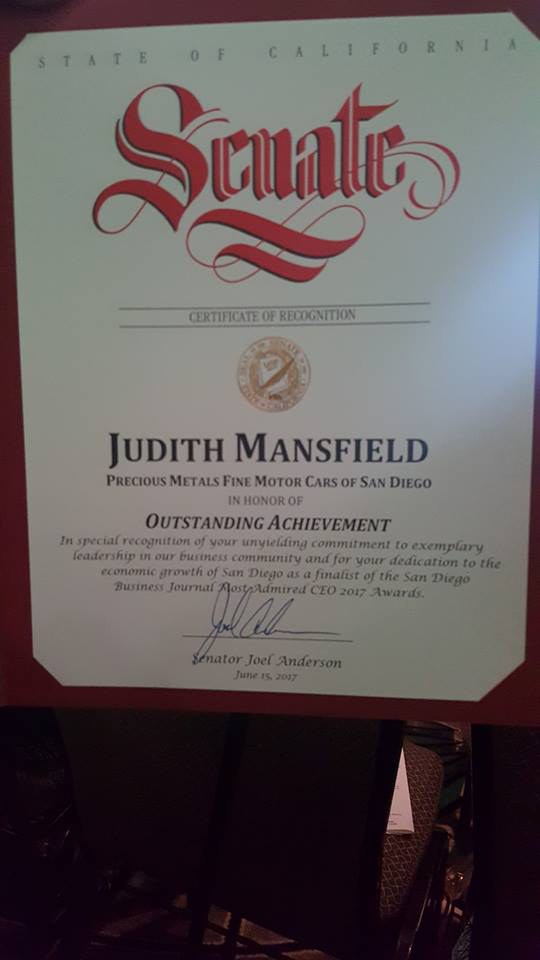 STATE OF CALIFORNIA
Senate
CERTIFICATE OF RECOGNITION
JUDITH MANSFIELD
PRECIOUS METALS FINE MOTOR CARS OF SAN DIEGO
IN HONOR OF
OUTSTANDING ACHIEVEMENT
In special recognition of your unyielding commitment to exemplary
leadership in our business community and for your dedication to the
economic growth of San Diego as a finalist of the San Diego
Business Journal Most Admired CEO 2017 Awards.
Senator Joel Anderson
June 15, 2017